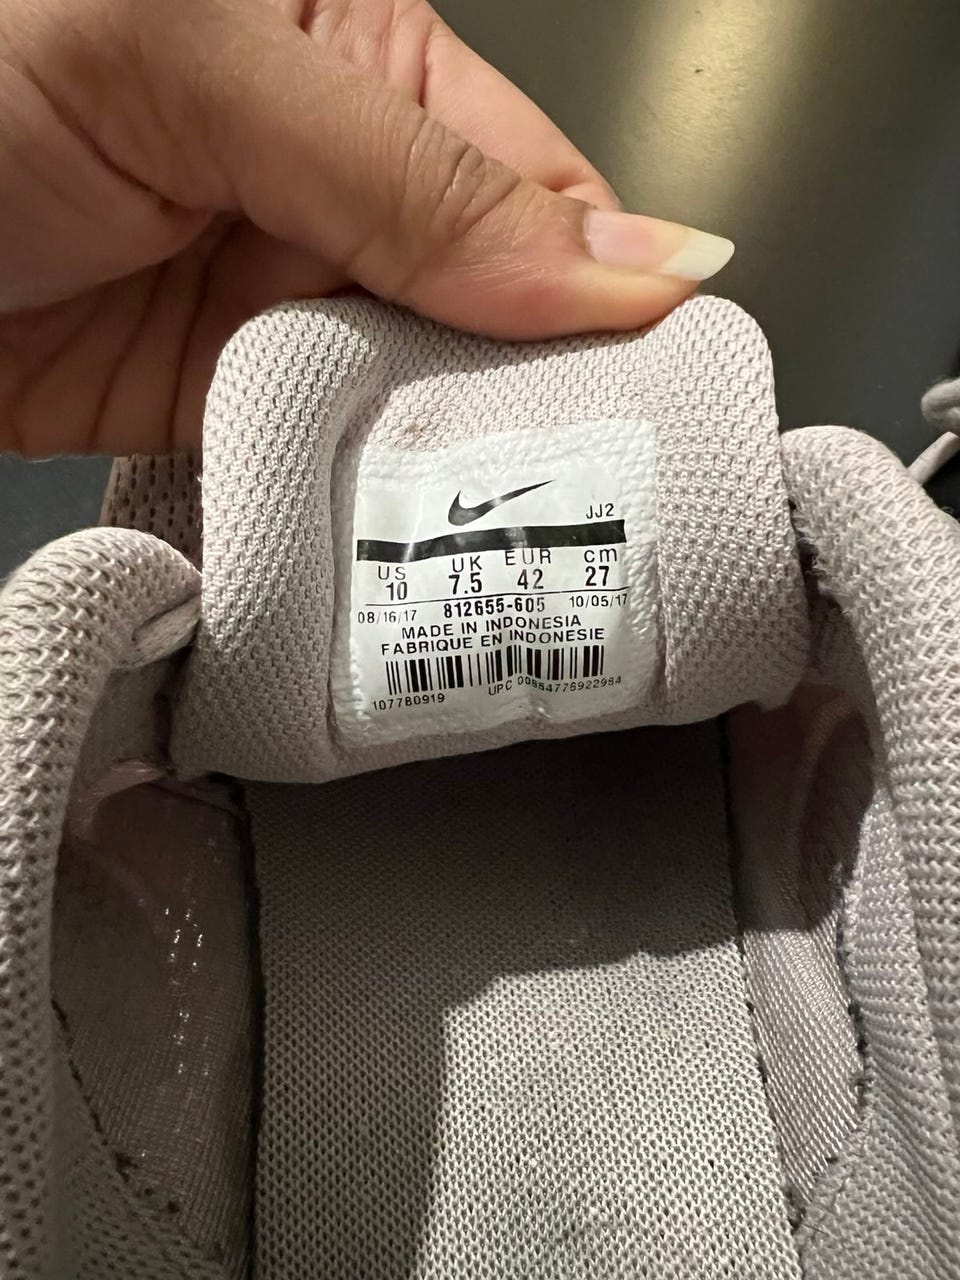 JJ2
US UK EUR cm
10 7.5 42 27
08/16/17 812655-605 10/05/17
MADE IN INDONESIA
FABRIQUE EN INDONESIE
107780919 UPC 00884776922984